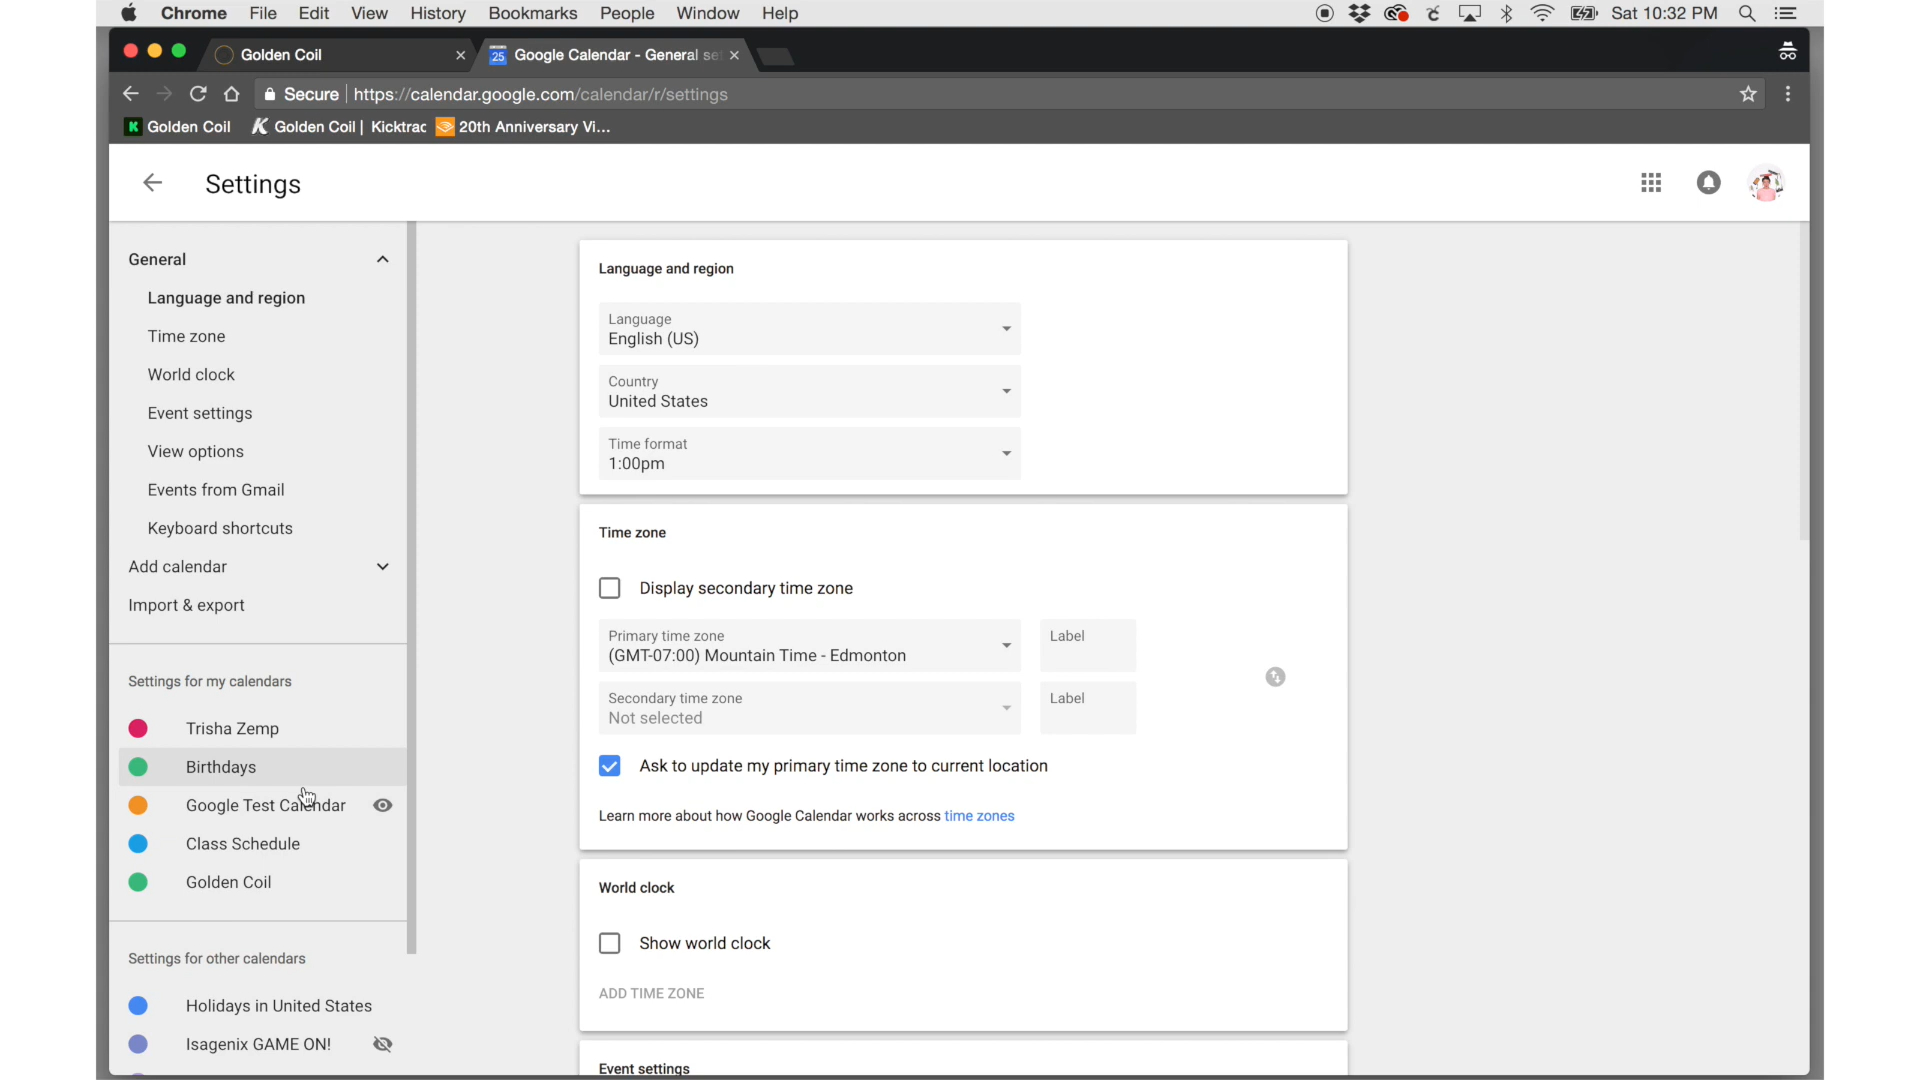 Chrome File Edit View History Bookmarks People Window Help Sat 10:32 PM
Golden Coil
25 Google Calendar - General se
Secure https://calendar.google.com/calendar/r/settings
Golden Coil
Golden Coil | Kicktrac
20th Anniversary Vi...
Settings
General
Language and region
Time zone
World clock
Event settings
View options
Events from Gmail
Keyboard shortcuts
Add calendar
Import & export
Settings for my calendars
Trisha Zemp
Birthdays
Google Test Calendar
Class Schedule
Golden Coil
Settings for other calendars
Holidays in United States
Isagenix GAME ON!
Language and region
Language
English (US)
Country
United States
Time format
1:00pm
Time zone
Display secondary time zone
Primary time zone
(GMT-07:00) Mountain Time - Edmonton
Label
Secondary time zone
Not selected
Label
Ask to update my primary time zone to current location
Learn more about how Google Calendar works across time zones
World clock
Show world clock
ADD TIME ZONE
Event settings